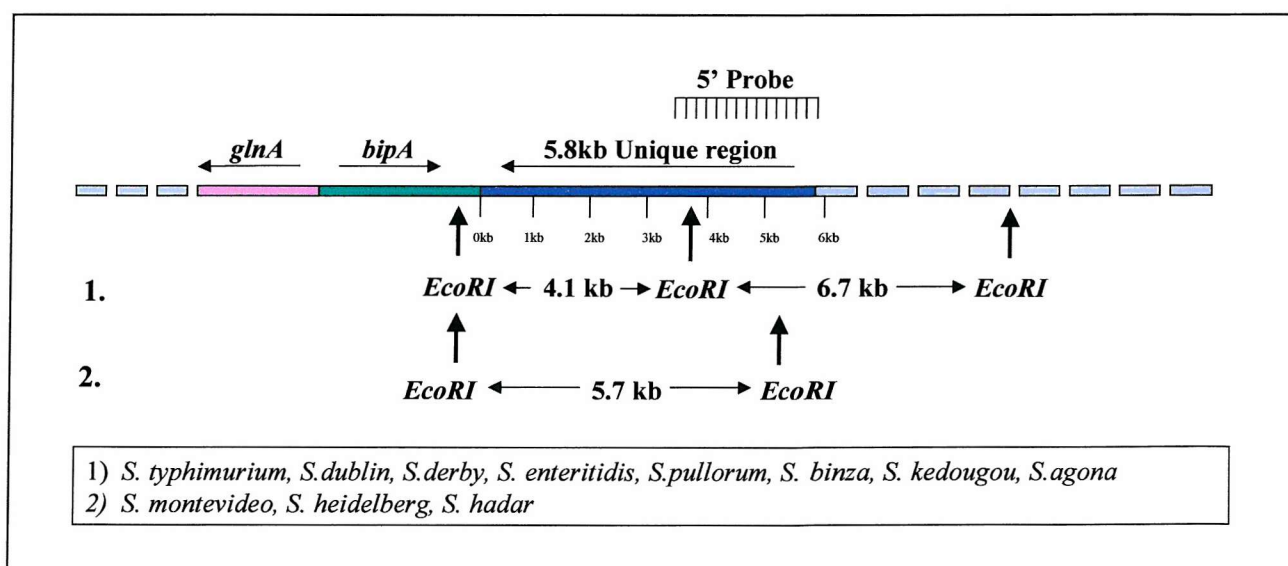 5' Probe
glnA bipA 5.8kb Unique region
0kb 1kb 2kb 3kb 4kb 5kb 6kb
1. EcoRI 4.1 kb EcoRI 6.7 kb EcoRI
2. EcoRI 5.7 kb EcoRI
1) S. typhimurium, S.dublin, S.derby, S. enteritidis, S.pullorum, S. binza, S. kedougou, S.agona
2) S. montevideo, S. heidelberg, S. hadar